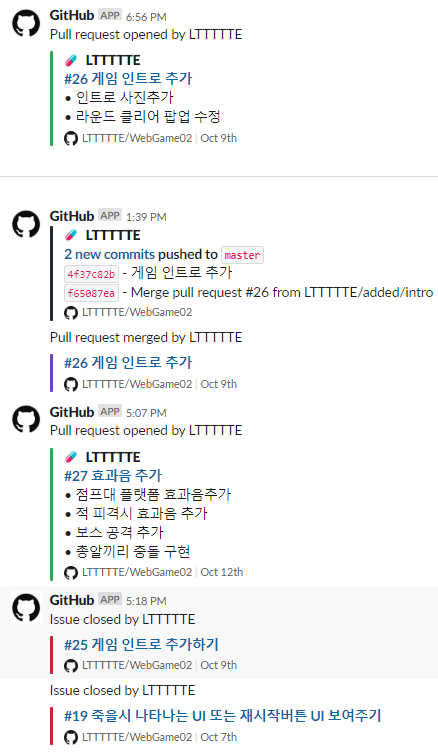 GitHub APP 6:56 PM
Pull request opened by LTTTTTE
LTTTTTE
#26 게임 인트로 추가
• 인트로 사진추가
• 라운드 클리어 팝업 수정
LTTTTTE/WebGame02 | Oct 9th
GitHub APP 1:39 PM
LTTTTTE
2 new commits pushed to master
4f37c82b - 게임 인트로 추가
f65087ea - Merge pull request #26 from LTTTTTE/added/intro
LTTTTTE/WebGame02
Pull request merged by LTTTTTE
#26 게임 인트로 추가
LTTTTTE/WebGame02 | Oct 9th
GitHub APP 5:07 PM
Pull request opened by LTTTTTE
LTTTTTE
#27 효과음 추가
• 점프대 플랫폼 효과음추가
• 적 피격시 효과음 추가
• 보스 공격 추가
• 총알끼리 충돌 구현
LTTTTTE/WebGame02 | Oct 12th
GitHub APP 5:18 PM
Issue closed by LTTTTTE
#25 게임 인트로 추가하기
LTTTTTE/WebGame02 | Oct 9th
Issue closed by LTTTTTE
#19 죽을시 나타나는 UI 또는 재시작버튼 UI 보여주기
LTTTTTE/WebGame02 | Oct 7th